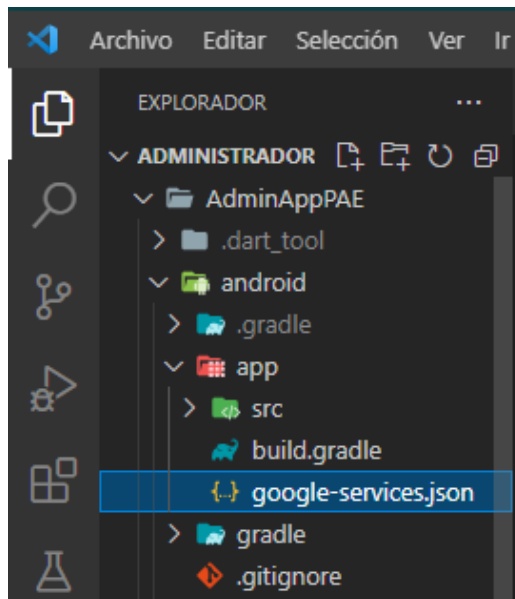 Archivo Editar Selección Ver Ir
EXPLORADOR ...
ADMINISTRADOR
AdminAppPAE
.dart_tool
android
.gradle
app
src
build.gradle
{..} google-services.json
gradle
.gitignore